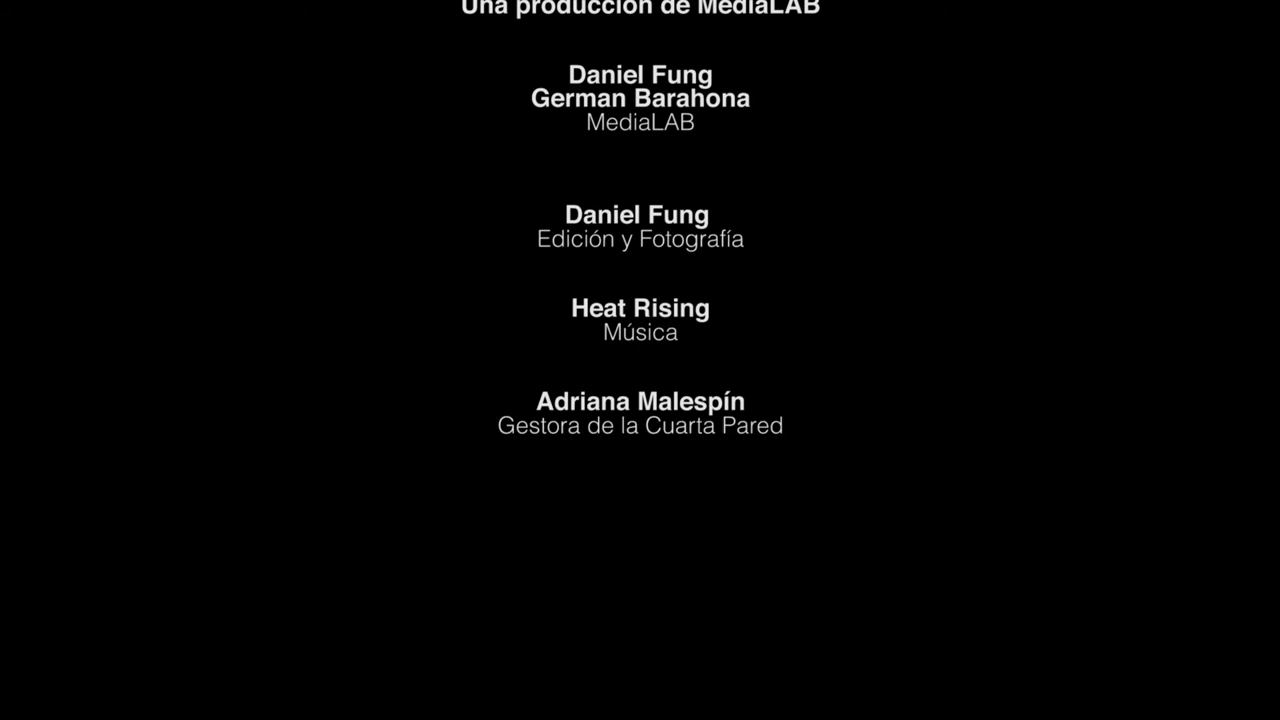 Una producción de MediaLAB
Daniel Fung
German Barahona
MediaLAB
Daniel Fung
Edición y Fotografía
Heat Rising
Música
Adriana Malespín
Gestora de la Cuarta Pared